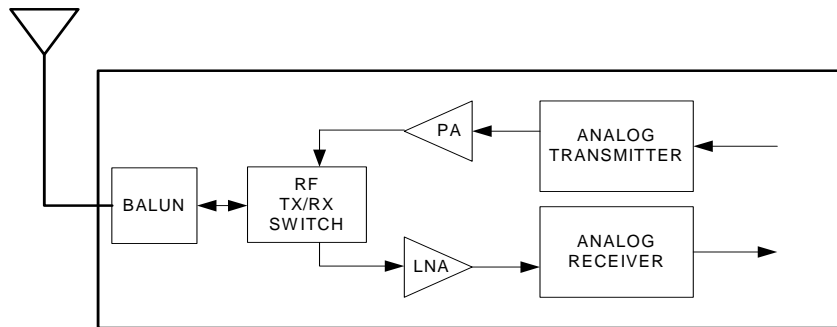 PA
ANALOG
TRANSMITTER
BALUN
RF
TX/RX
SWITCH
LNA
ANALOG
RECEIVER